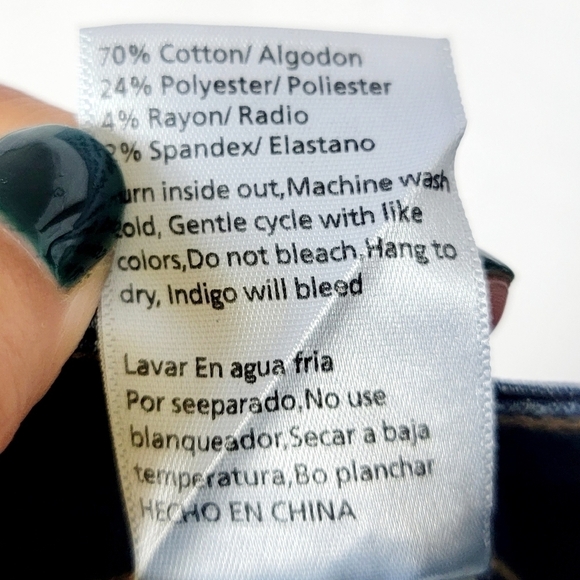 70% Cotton/ Algodon
24% Polyester/ Poliester
4% Rayon/ Radio
2% Spandex/ Elastano
urn inside out,Machine wash
cold, Gentle cycle with like
colors,Do not bleach.Hang to
dry, Indigo will bleed
Lavar En agua fria
Por seeparado,No use
blanqueador,Secar a baja
temperatura,Bo planchar
HECHO EN CHINA